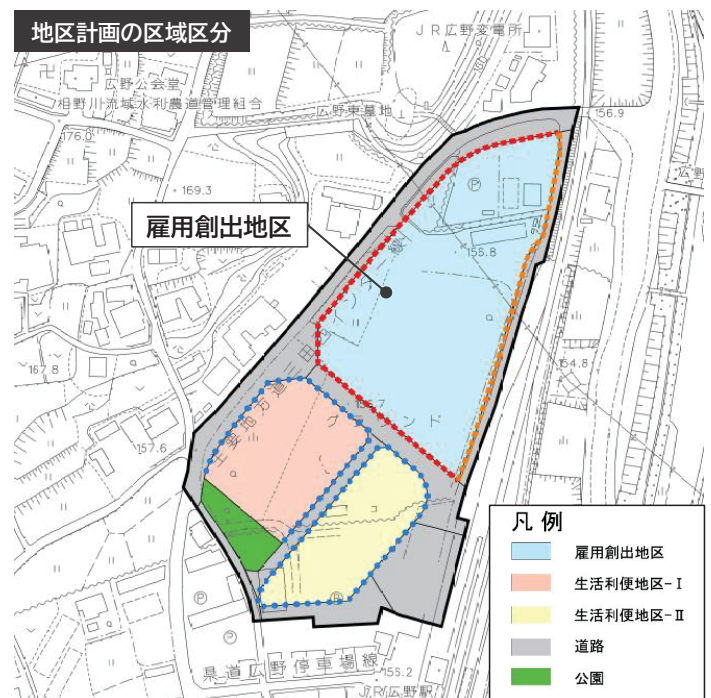 地区計画の区域区分
JR広野変電所
広野公会堂
相野川流域水利農道管理組合
広野東墓地
156.9
176.0
169.3
雇用創出地区
155.8
167.8
154.8
グラウンド
157.6
凡例
雇用創出地区
生活利便地区-Ⅰ
生活利便地区-Ⅱ
道路
公園
県道広野停車場線
155.2
JR広野駅